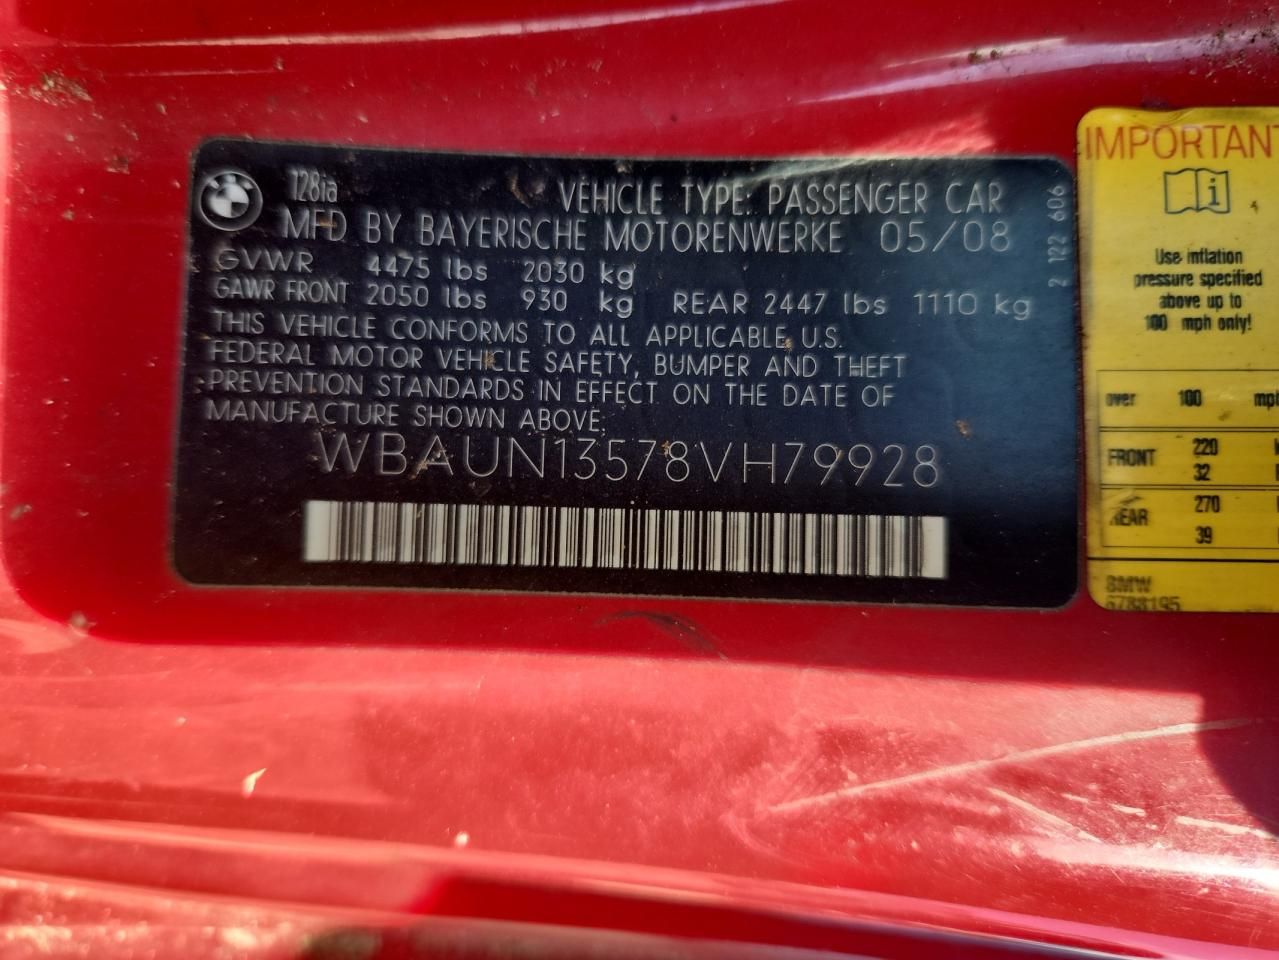 128ia
VEHICLE TYPE: PASSENGER CAR
MFD BY BAYERISCHE MOTORENWERKE 05/08
GVWR 4475 lbs 2030 kg
GAWR FRONT 2050 lbs 930 kg REAR 2447 lbs 1110 kg
THIS VEHICLE CONFORMS TO ALL APPLICABLE U.S.
FEDERAL MOTOR VEHICLE SAFETY, BUMPER AND THEFT
PREVENTION STANDARDS IN EFFECT ON THE DATE OF
MANUFACTURE SHOWN ABOVE:
WBAUN13578VH79928
2 122 606
IMPORTANT
i
Use inflation
pressure specified
above up to
100 mph only!
over 100 mph
FRONT 220
32
REAR 270
39
BMW
6788195